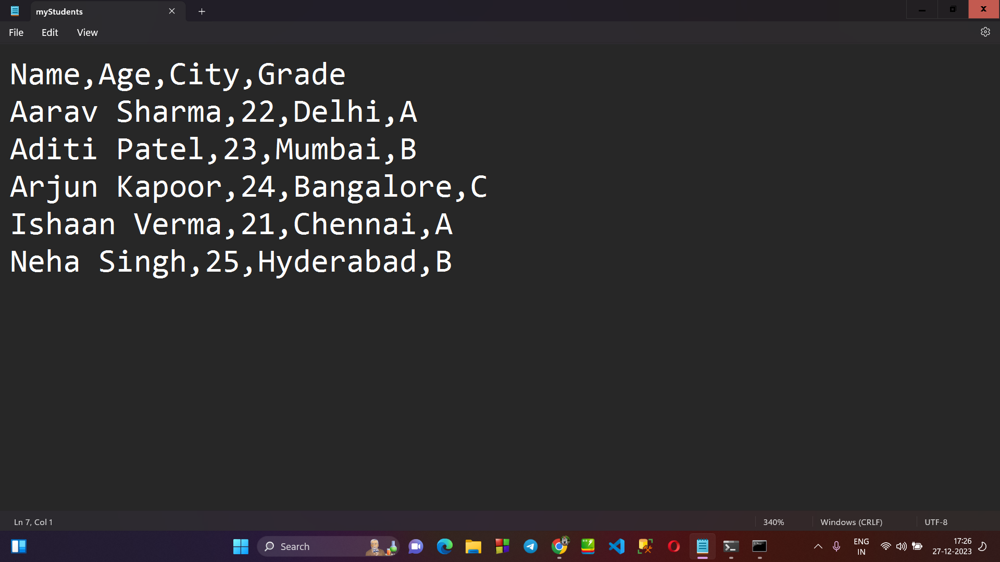 myStudents
File Edit View
Name,Age,City,Grade
Aarav Sharma,22,Delhi,A
Aditi Patel,23,Mumbai,B
Arjun Kapoor,24,Bangalore,C
Ishaan Verma,21,Chennai,A
Neha Singh,25,Hyderabad,B
Ln 7, Col 1 340% Windows (CRLF) UTF-8
Search ENG 17:26
IN 27-12-2023